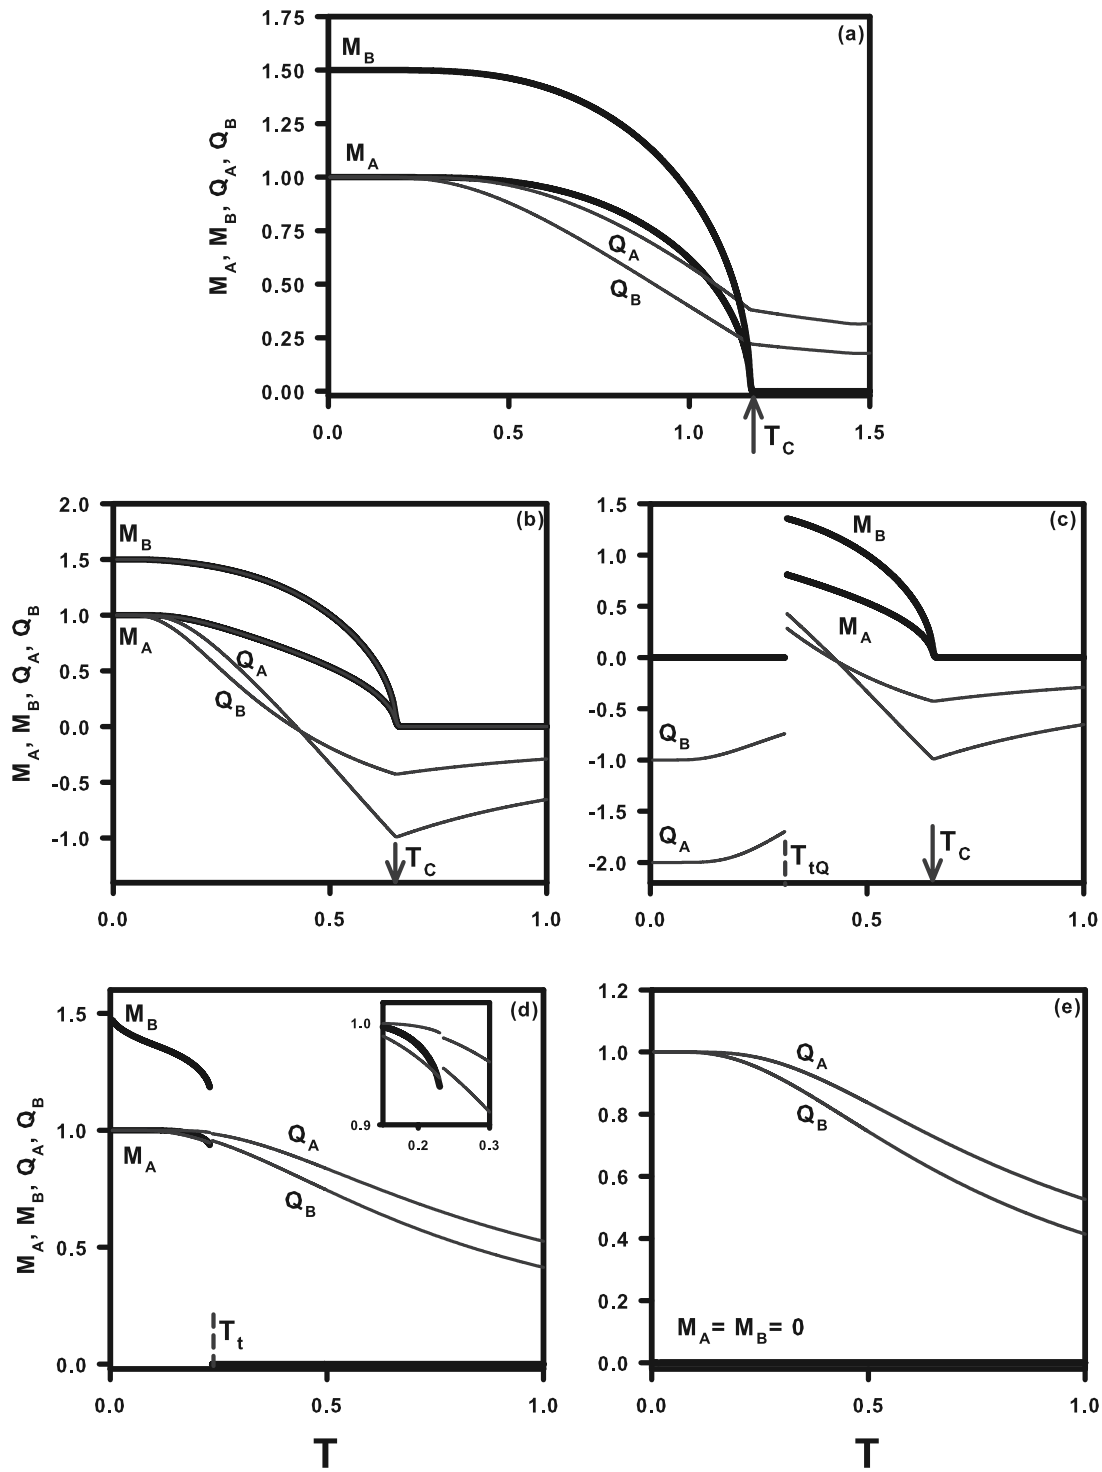 (a)
M_A, M_B, Q_A, Q_B
1.75
1.50
1.25
1.00
0.75
0.50
0.25
0.00
M_B
M_A
Q_A
Q_B
0.0 0.5 1.0 1.5
T_C
(b)
M_A, M_B, Q_A, Q_B
2.0
1.5
1.0
0.5
0.0
-0.5
-1.0
M_B
M_A
Q_A
Q_B
T_C
0.0 0.5 1.0
(c)
1.5
1.0
0.5
0.0
-0.5
-1.0
-2.0
M_B
M_A
Q_B
Q_A
T_tQ
T_C
0.0 0.5 1.0
(d)
M_A, M_B, Q_A, Q_B
1.5
1.0
0.5
0.0
M_B
M_A
Q_A
Q_B
1.0
0.9
0.2 0.3
T_t
0.0 0.5 1.0
T
(e)
1.2
1.0
0.8
0.6
0.4
0.2
0.0
Q_A
Q_B
M_A= M_B= 0
0.0 0.5 1.0
T